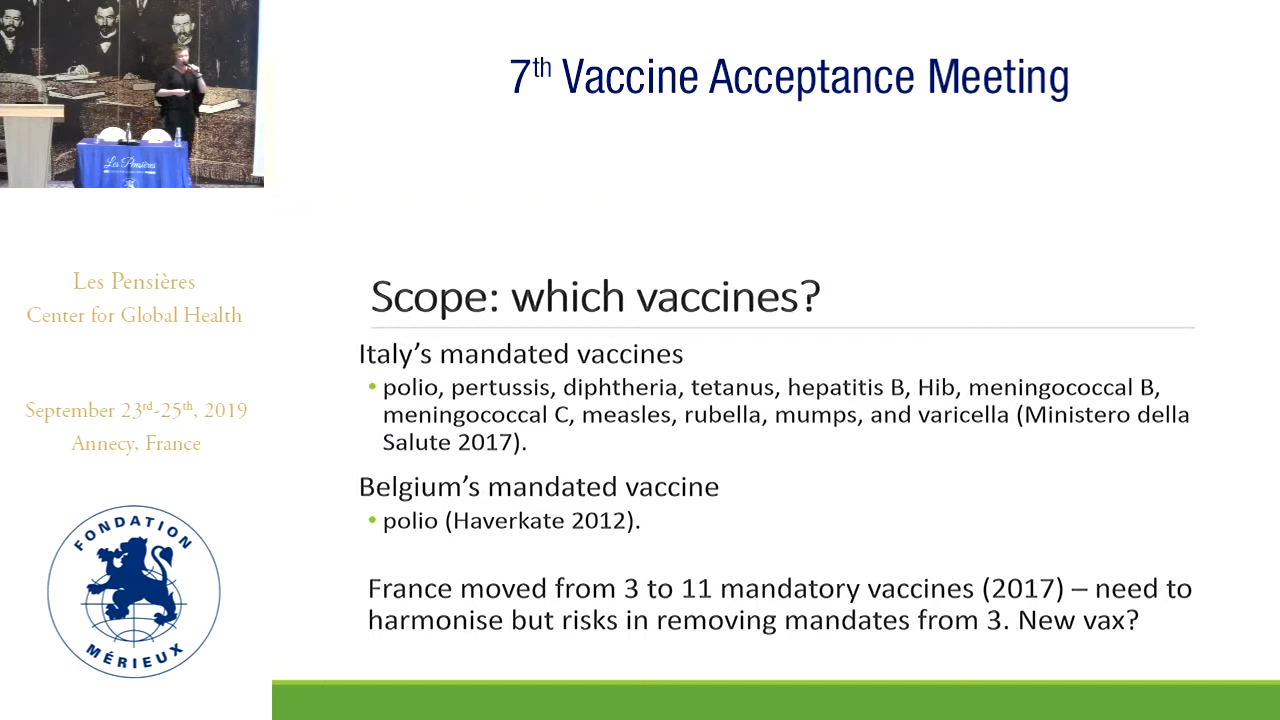 7th Vaccine Acceptance Meeting
Les Pensières
Les Pensières
Center for Global Health
September 23rd-25th, 2019
Annecy, France
FONDATION
MÉRIEUX
Scope: which vaccines?
Italy’s mandated vaccines
• polio, pertussis, diphtheria, tetanus, hepatitis B, Hib, meningococcal B,
meningococcal C, measles, rubella, mumps, and varicella (Ministero della
Salute 2017).
Belgium’s mandated vaccine
• polio (Haverkate 2012).
France moved from 3 to 11 mandatory vaccines (2017) – need to
harmonise but risks in removing mandates from 3. New vax?